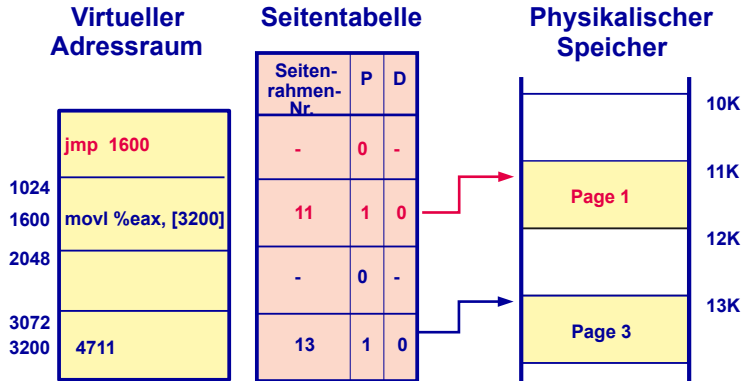 Virtueller
Adressraum
Seitentabelle
Physikalischer
Speicher
Seiten-
rahmen-
Nr.
P
D
jmp 1600
- 0 -
10K
1024
11K
1600
movl %eax, [3200]
11 1 0
Page 1
2048
12K
- 0 -
3072
13K
3200
4711
13 1 0
Page 3